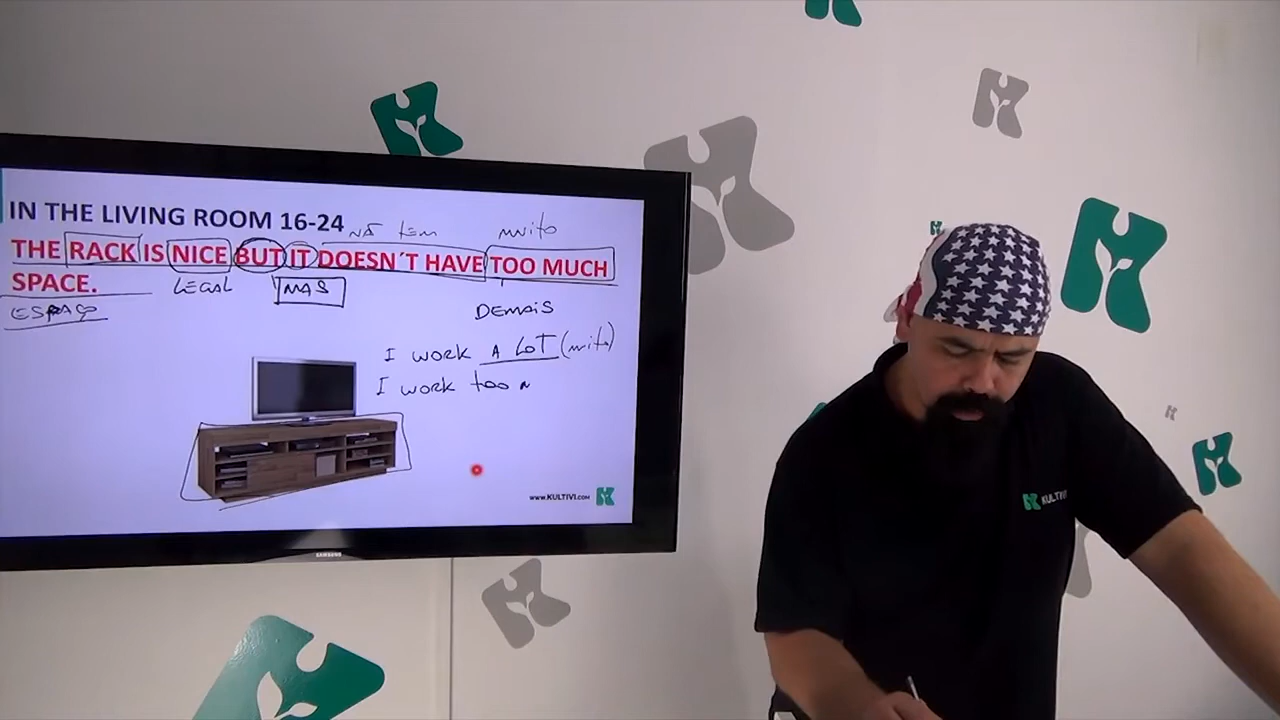 IN THE LIVING ROOM 16-24
não tem muito
THE RACK IS NICE BUT IT DOESN´T HAVE TOO MUCH
SPACE. LEGAL MAS
ESPAÇO DEMAIS
I WORK A LOT (muito)
I WORK too
WWW.KULTIVI.COM
SAMSUNG
KULTIVI